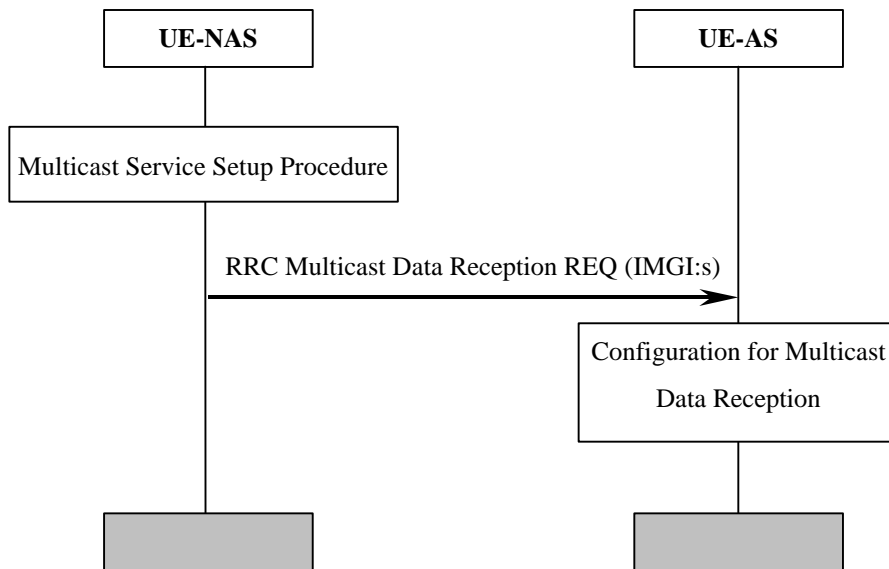 UE-NAS
UE-AS
Multicast Service Setup Procedure
RRC Multicast Data Reception REQ (IMGI:s)
Configuration for Multicast
Data Reception